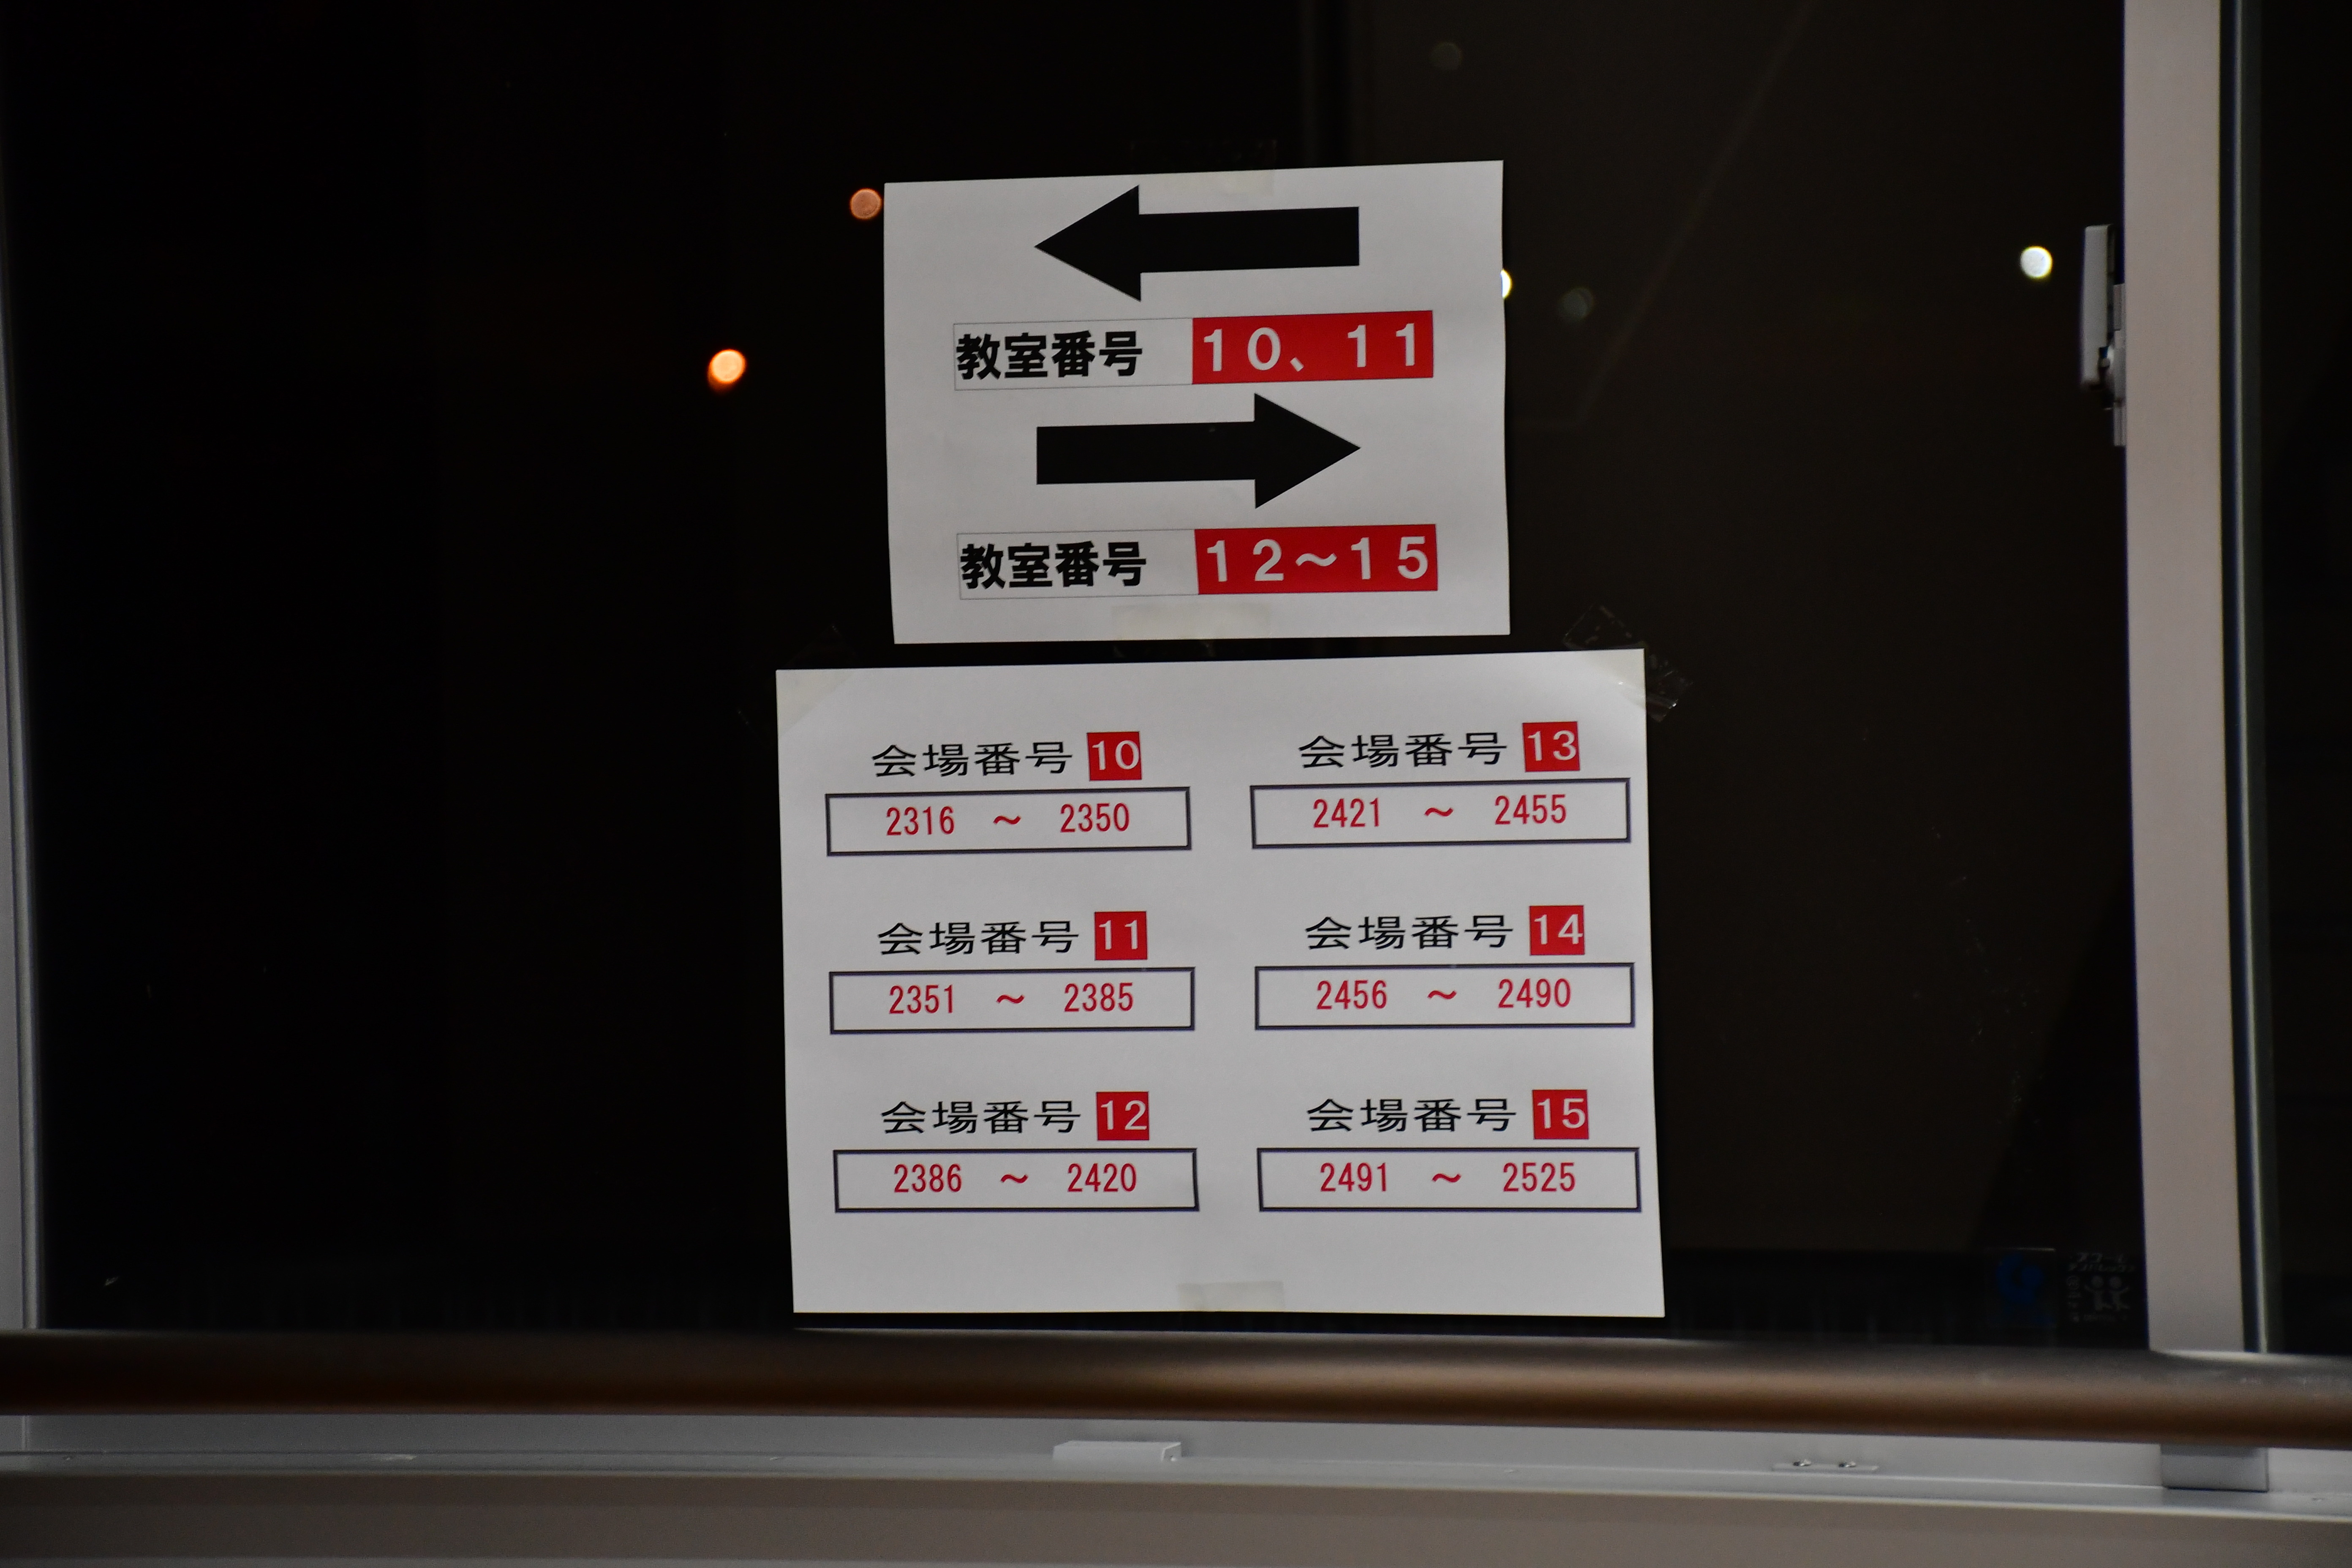 教室番号 10、11
教室番号 12～15
会場番号 10
2316 ～ 2350
会場番号 11
2351 ～ 2385
会場番号 12
2386 ～ 2420
会場番号 13
2421 ～ 2455
会場番号 14
2456 ～ 2490
会場番号 15
2491 ～ 2525